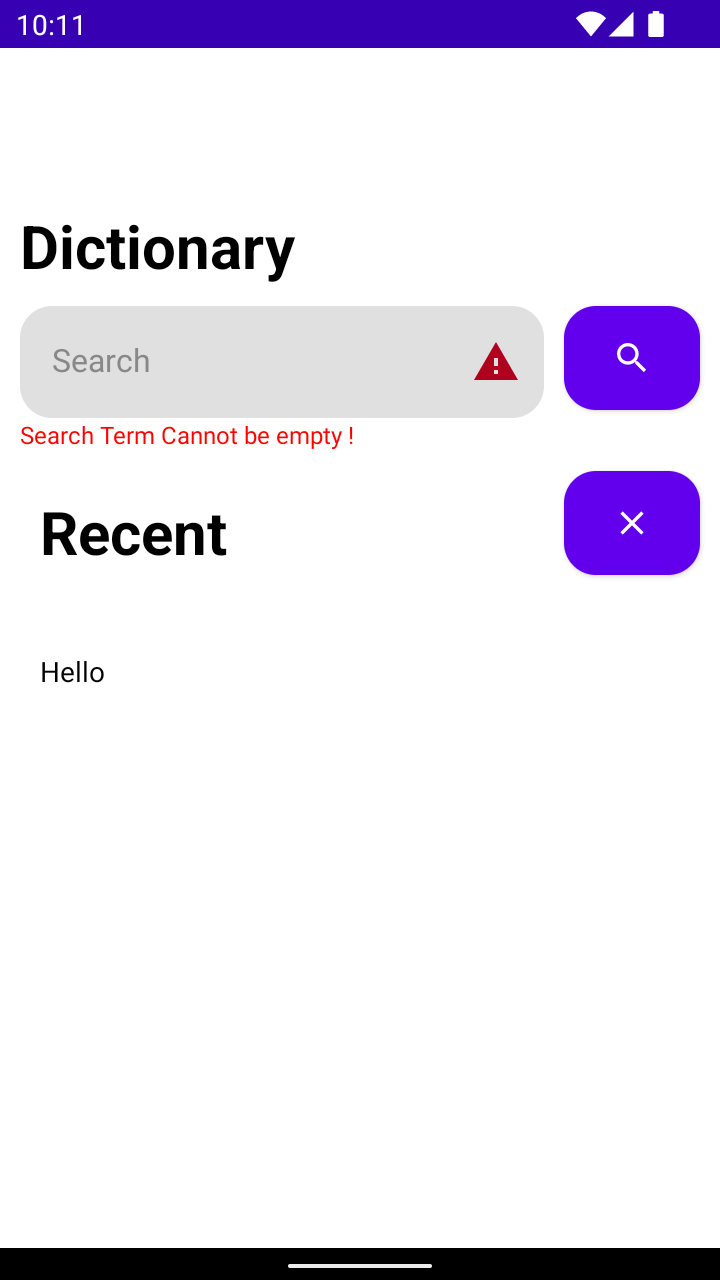 10:11
Dictionary
Search
Search Term Cannot be empty !
Recent
Hello